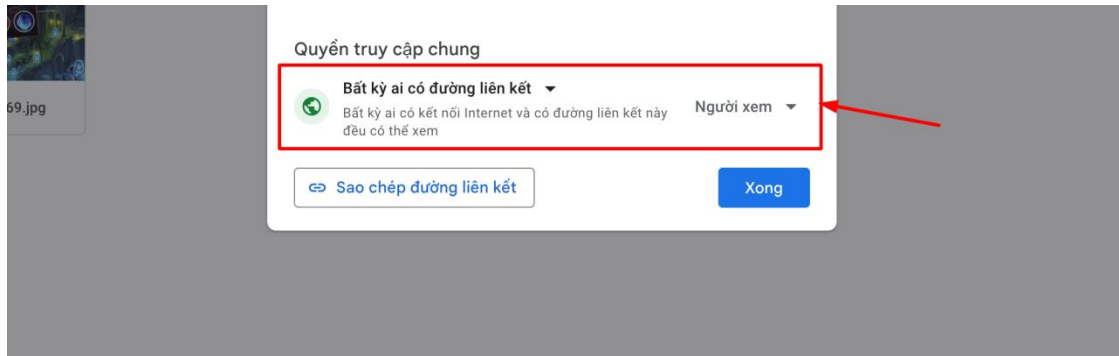 Quyền truy cập chung
Bất kỳ ai có đường liên kết
Bất kỳ ai có kết nối Internet và có đường liên kết này
đều có thể xem
Người xem
69.jpg
Sao chép đường liên kết
Xong